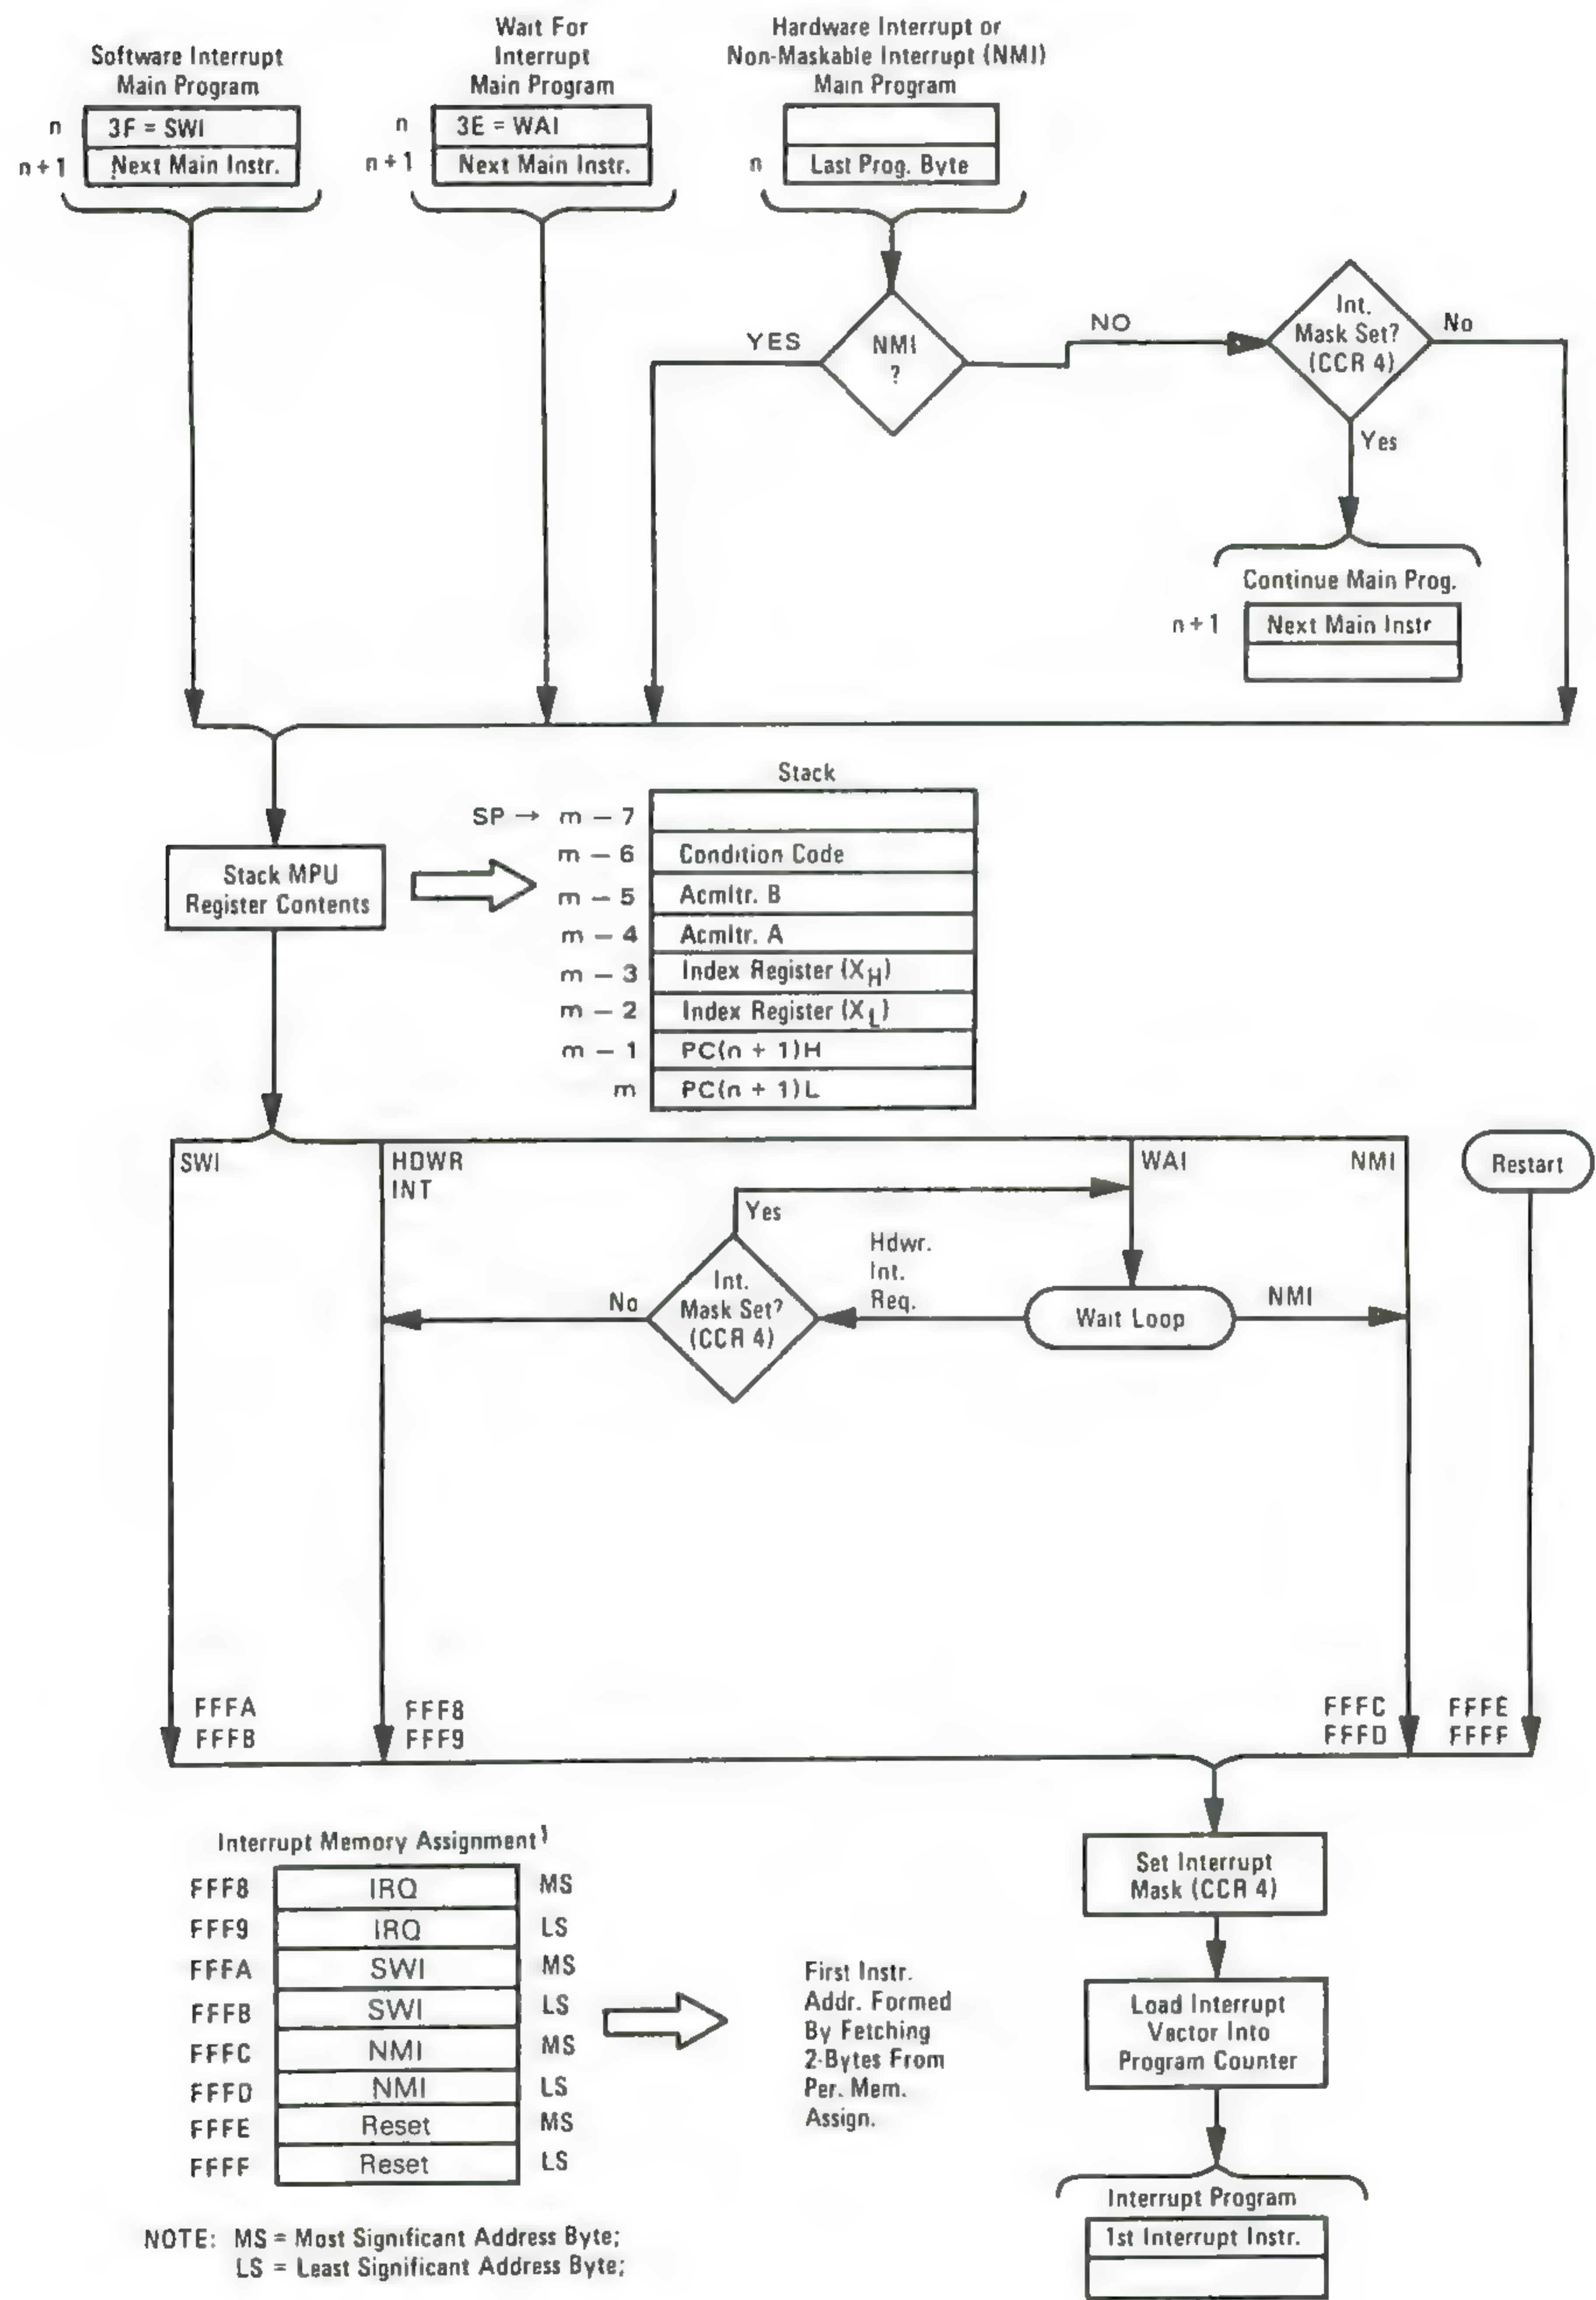 Software Interrupt
Main Program
n 3F = SWI
n + 1 Next Main Instr.
Wait For
Interrupt
Main Program
n 3E = WAI
n + 1 Next Main Instr.
Hardware Interrupt or
Non-Maskable Interrupt (NMI)
Main Program
n Last Prog. Byte
YES
NMI
?
NO
Int.
Mask Set?
(CCR 4)
No
Yes
Continue Main Prog.
n + 1 Next Main Instr
Stack MPU
Register Contents
Stack
SP → m − 7
m − 6 Condition Code
m − 5 Acmltr. B
m − 4 Acmltr. A
m − 3 Index Register (XH)
m − 2 Index Register (XL)
m − 1 PC(n + 1)H
m PC(n + 1)L
SWI
HDWR
INT
WAI
NMI
Restart
Yes
Int.
Mask Set?
(CCR 4)
No
Hdwr.
Int.
Req.
Wait Loop
NMI
FFFA
FFFB
FFF8
FFF9
FFFC
FFFD
FFFE
FFFF
Interrupt Memory Assignment1
FFF8 IRQ MS
FFF9 IRQ LS
FFFA SWI MS
FFFB SWI LS
FFFC NMI MS
FFFD NMI LS
FFFE Reset MS
FFFF Reset LS
NOTE: MS = Most Significant Address Byte;
LS = Least Significant Address Byte;
First Instr.
Addr. Formed
By Fetching
2-Bytes From
Per. Mem.
Assign.
Set Interrupt
Mask (CCR 4)
Load Interrupt
Vector Into
Program Counter
Interrupt Program
1st Interrupt Instr.